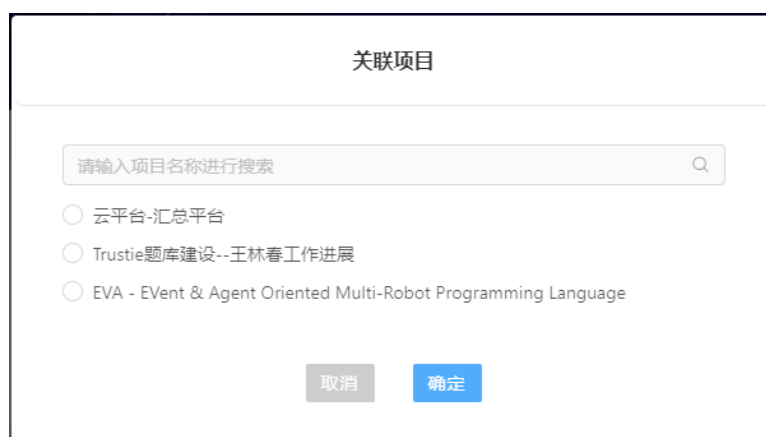 关联项目
请输入项目名称进行搜索
云平台-汇总平台
Trustie题库建设--王林春工作进展
EVA - EVent & Agent Oriented Multi-Robot Programming Language
取消 确定